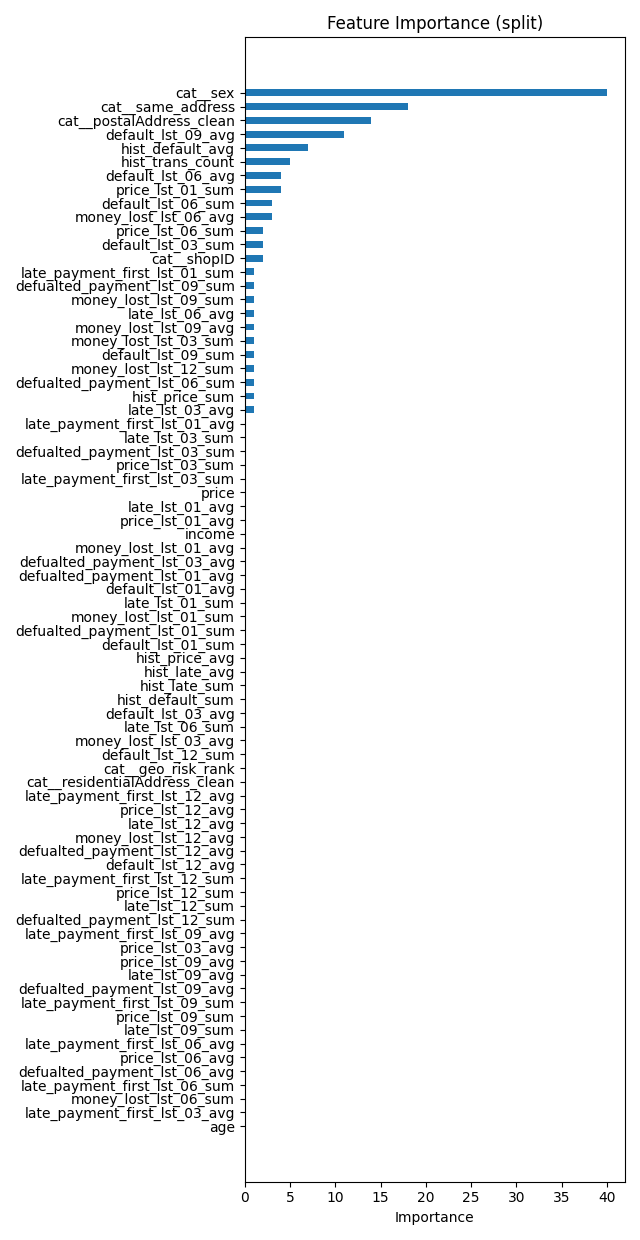 Feature Importance (split)
cat__sex
cat__same_address
cat__postalAddress_clean
default_lst_09_avg
hist_default_avg
hist_trans_count
default_lst_06_avg
price_lst_01_sum
default_lst_06_sum
money_lost_lst_06_avg
price_lst_06_sum
default_lst_03_sum
cat__shopID
late_payment_first_lst_01_sum
defualted_payment_lst_09_sum
money_lost_lst_09_sum
late_lst_06_avg
money_lost_lst_09_avg
money_lost_lst_03_sum
default_lst_09_sum
money_lost_lst_12_sum
defualted_payment_lst_06_sum
hist_price_sum
late_lst_03_avg
late_payment_first_lst_01_avg
late_lst_03_sum
defualted_payment_lst_03_sum
price_lst_03_sum
late_payment_first_lst_03_sum
price
late_lst_01_avg
price_lst_01_avg
income
money_lost_lst_01_avg
defualted_payment_lst_03_avg
defualted_payment_lst_01_avg
default_lst_01_avg
late_lst_01_sum
money_lost_lst_01_sum
defualted_payment_lst_01_sum
default_lst_01_sum
hist_price_avg
hist_late_avg
hist_late_sum
hist_default_sum
default_lst_03_avg
late_lst_06_sum
money_lost_lst_03_avg
default_lst_12_sum
cat__geo_risk_rank
cat__residentialAddress_clean
late_payment_first_lst_12_avg
price_lst_12_avg
late_lst_12_avg
money_lost_lst_12_avg
defualted_payment_lst_12_avg
default_lst_12_avg
late_payment_first_lst_12_sum
price_lst_12_sum
late_lst_12_sum
defualted_payment_lst_12_sum
late_payment_first_lst_09_avg
price_lst_03_avg
price_lst_09_avg
late_lst_09_avg
defualted_payment_lst_09_avg
late_payment_first_lst_09_sum
price_lst_09_sum
late_lst_09_sum
late_payment_first_lst_06_avg
price_lst_06_avg
defualted_payment_lst_06_avg
late_payment_first_lst_06_sum
money_lost_lst_06_sum
late_payment_first_lst_03_avg
age
0 5 10 15 20 25 30 35 40
Importance